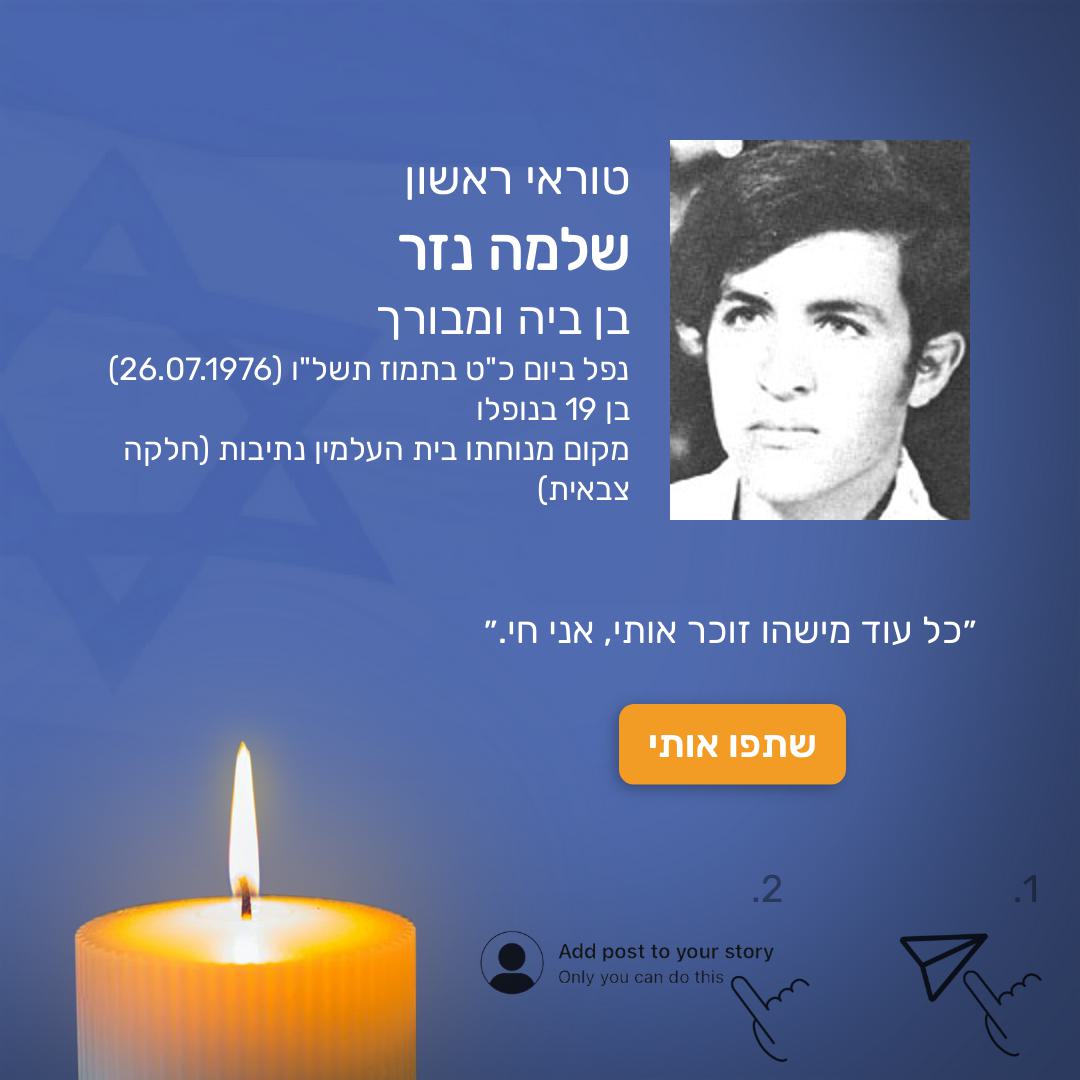 טוראי ראשון
שלמה נזר
בן ביה ומבורך
נפל ביום כ"ט בתמוז תשל"ו (26.07.1976)
בן 19 בנופלו
מקום מנוחתו בית העלמין נתיבות (חלקה
צבאית)
״כל עוד מישהו זוכר אותי, אני חי.״
שתפו אותי
1.
2.
Add post to your story
Only you can do this